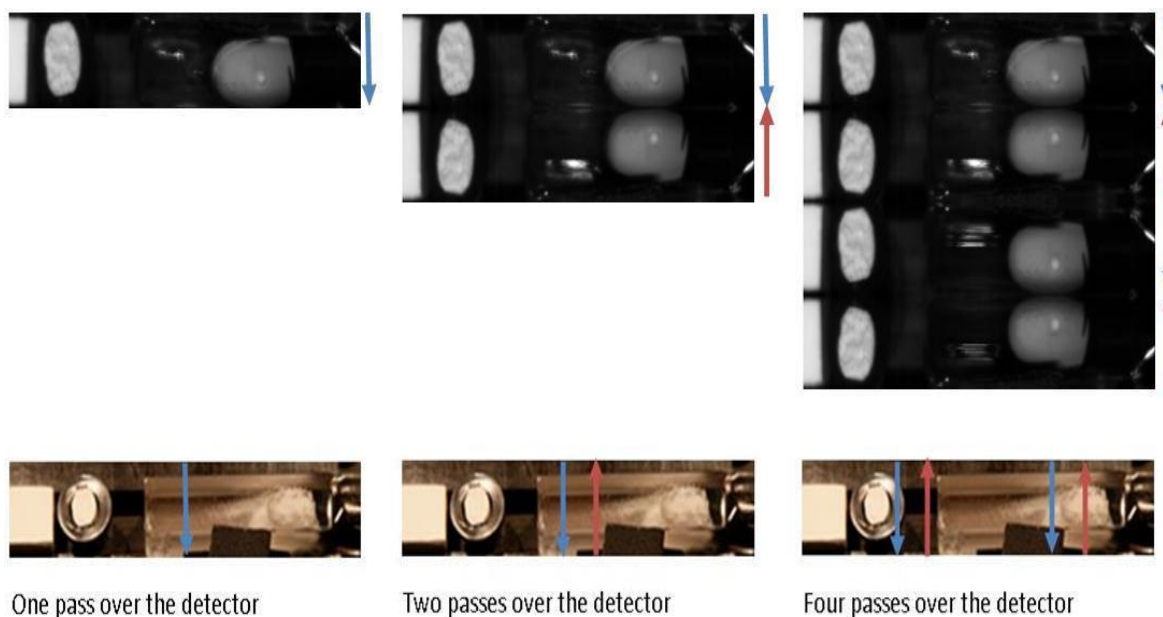 One pass over the detector
Two passes over the detector
Four passes over the detector